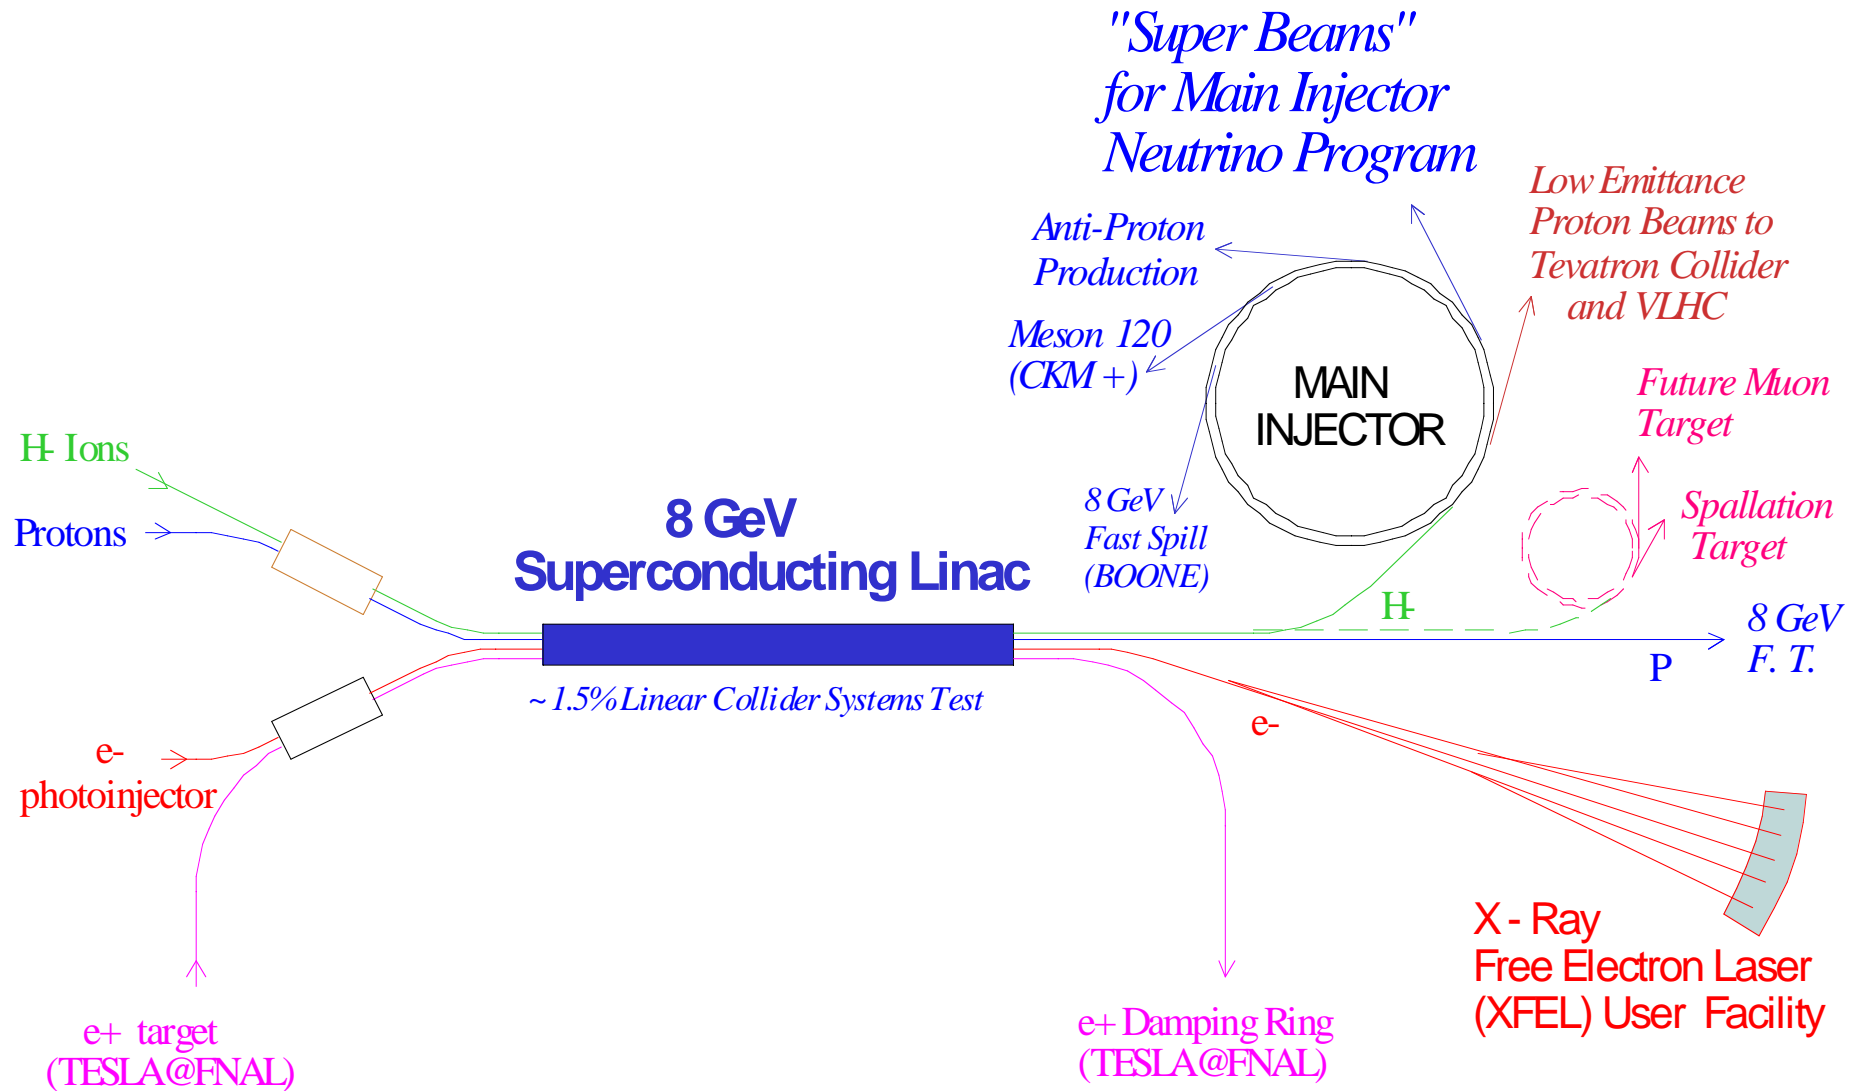 "Super Beams"
for Main Injector
Neutrino Program
Low Emittance
Proton Beams to
Tevatron Collider
and VLHC
Anti-Proton
Production
Meson 120
(CKM +)
MAIN
INJECTOR
Future Muon
Target
H- Ions
Protons
8 GeV
Superconducting Linac
8 GeV
Fast Spill
(BOONE)
Spallation
Target
H-
8 GeV
F. T.
P
~ 1.5% Linear Collider Systems Test
e-
e-
photoinjector
X - Ray
Free Electron Laser
(XFEL) User Facility
e+ target
(TESLA@FNAL)
e+ Damping Ring
(TESLA@FNAL)